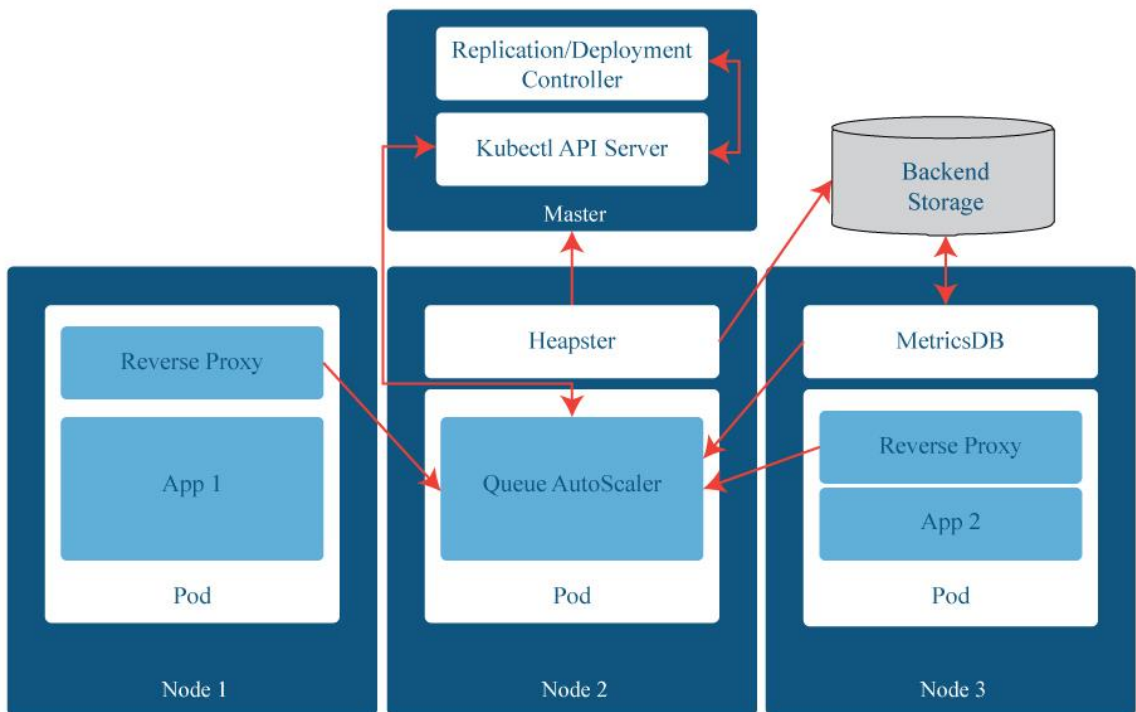 Replication/Deployment
Controller
Kubectl API Server
Master
Backend
Storage
Reverse Proxy
App 1
Pod
Node 1
Heapster
Queue AutoScaler
Pod
Node 2
MetricsDB
Reverse Proxy
App 2
Pod
Node 3